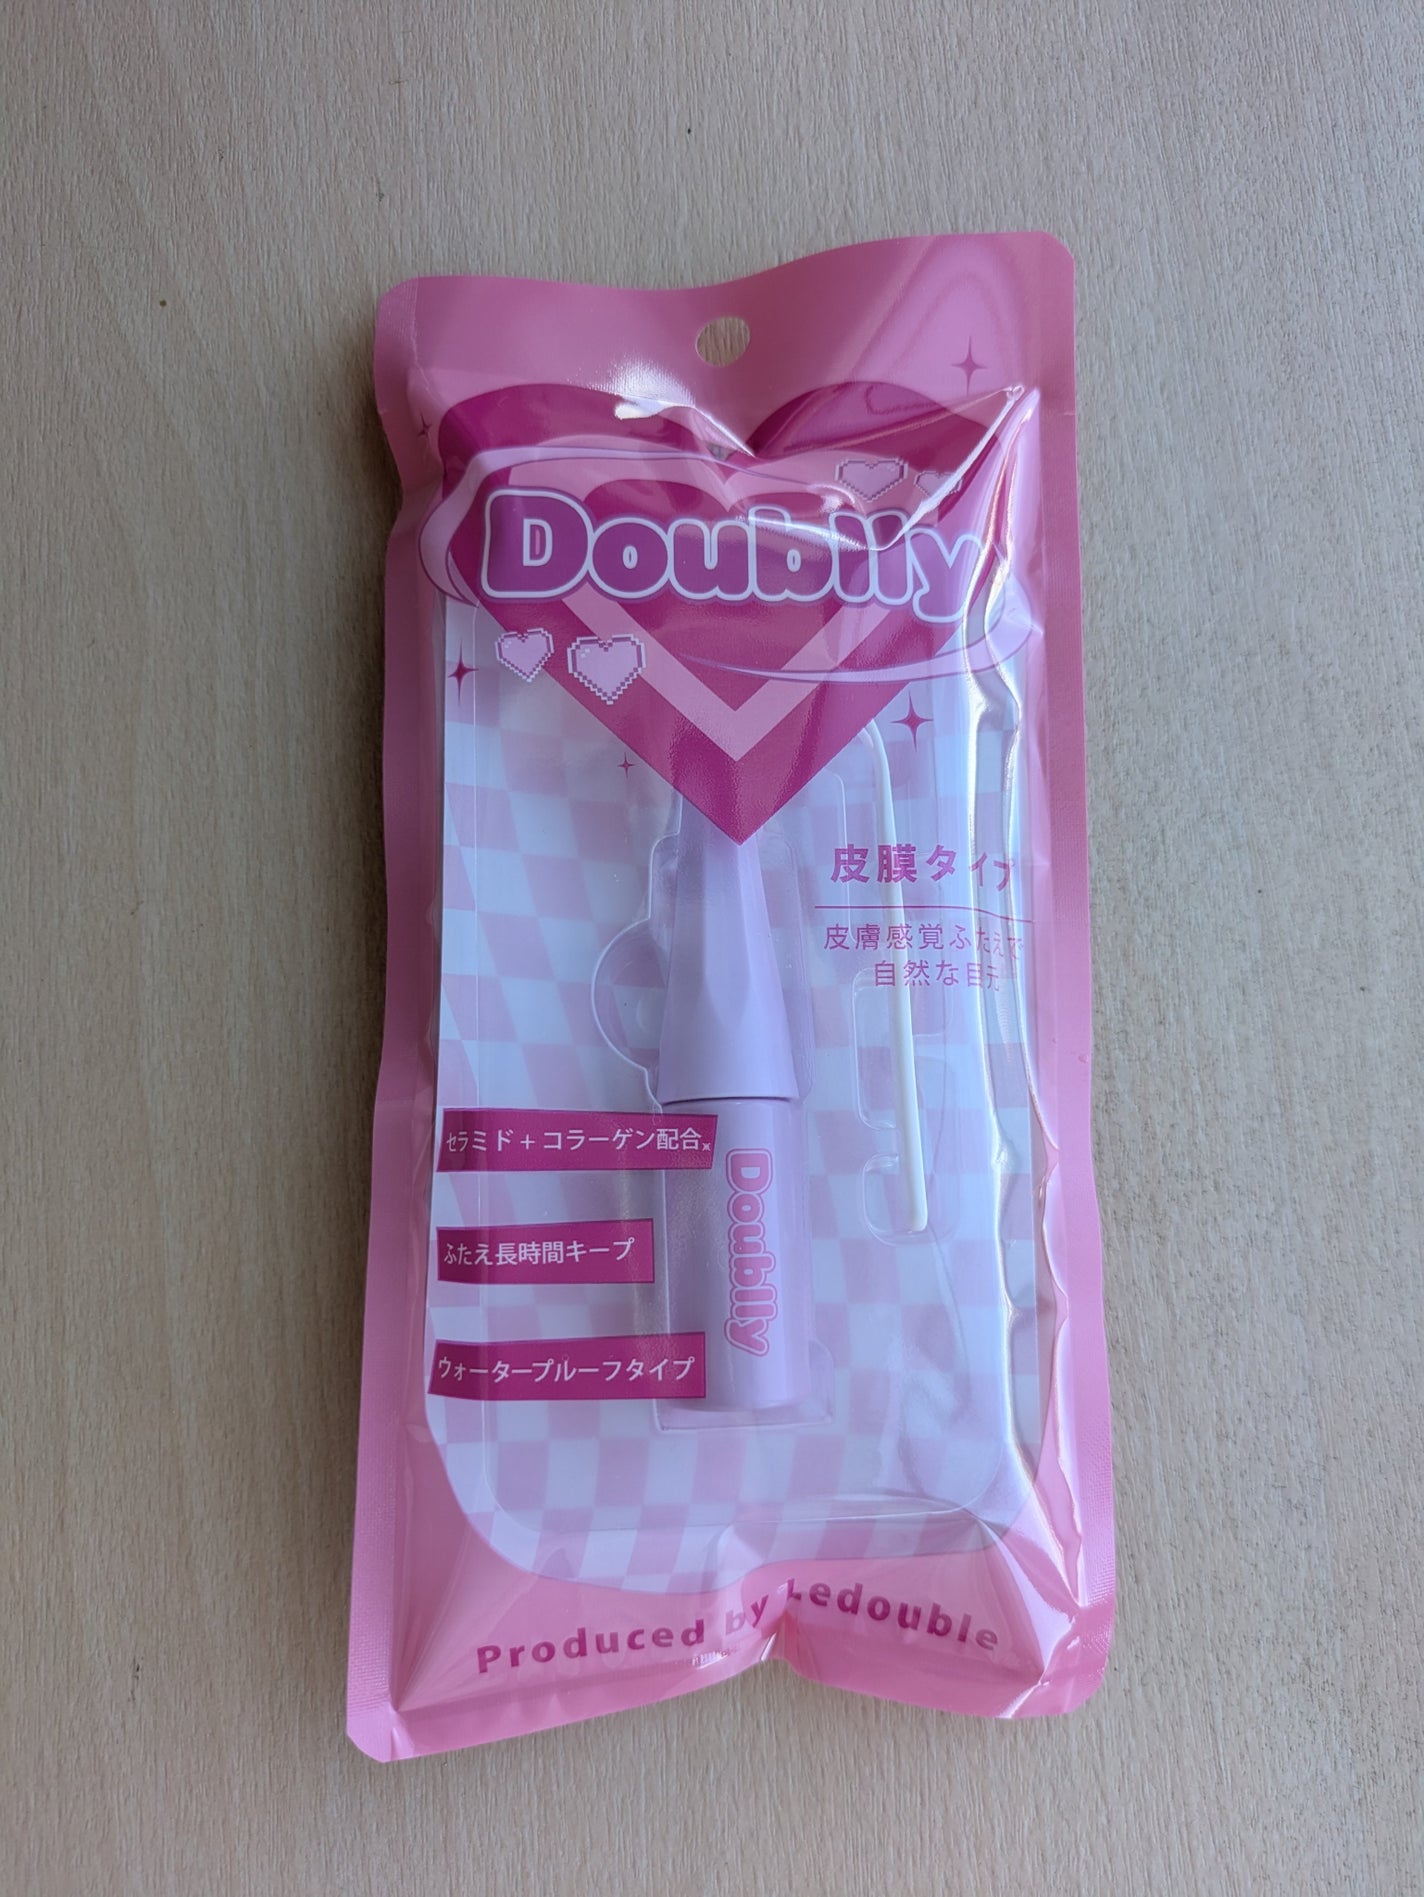 Doublly
皮膜タイプ
皮膚感覚ふたえで
自然な目元
セラミド+コラーゲン配合※
Doublly
ふたえ長時間キープ
ウォータープルーフタイプ
Produced by Ledouble